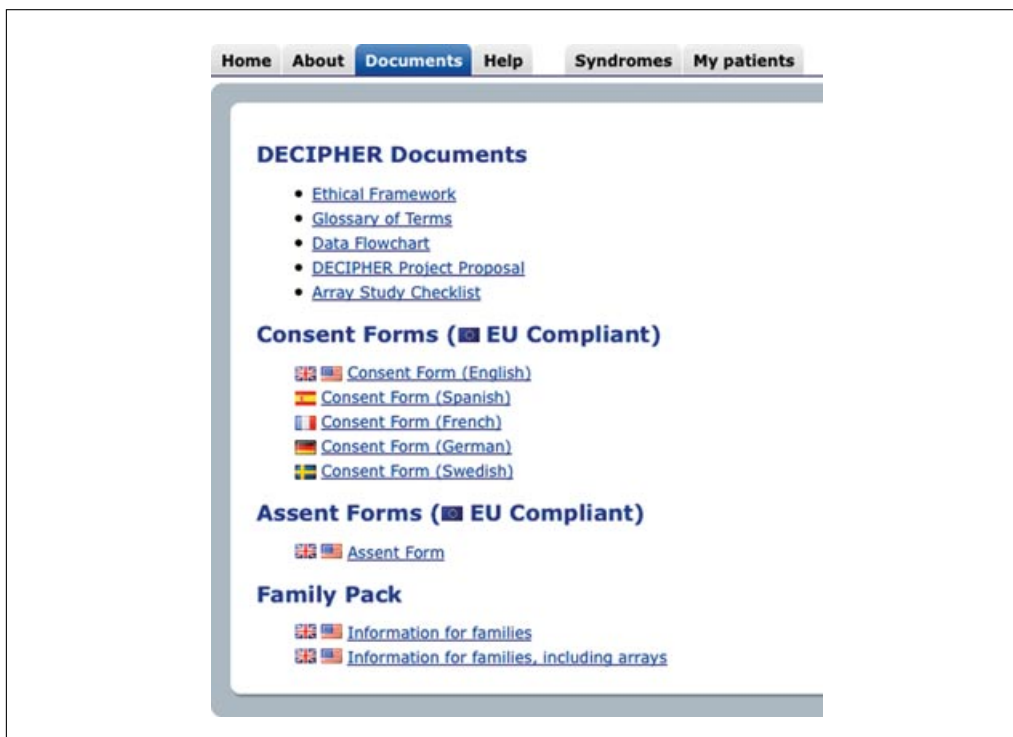 Home About Documents Help Syndromes My patients
DECIPHER Documents
• Ethical Framework
• Glossary of Terms
• Data Flowchart
• DECIPHER Project Proposal
• Array Study Checklist
Consent Forms ( EU Compliant)
Consent Form (English)
Consent Form (Spanish)
Consent Form (French)
Consent Form (German)
Consent Form (Swedish)
Assent Forms ( EU Compliant)
Assent Form
Family Pack
Information for families
Information for families, including arrays